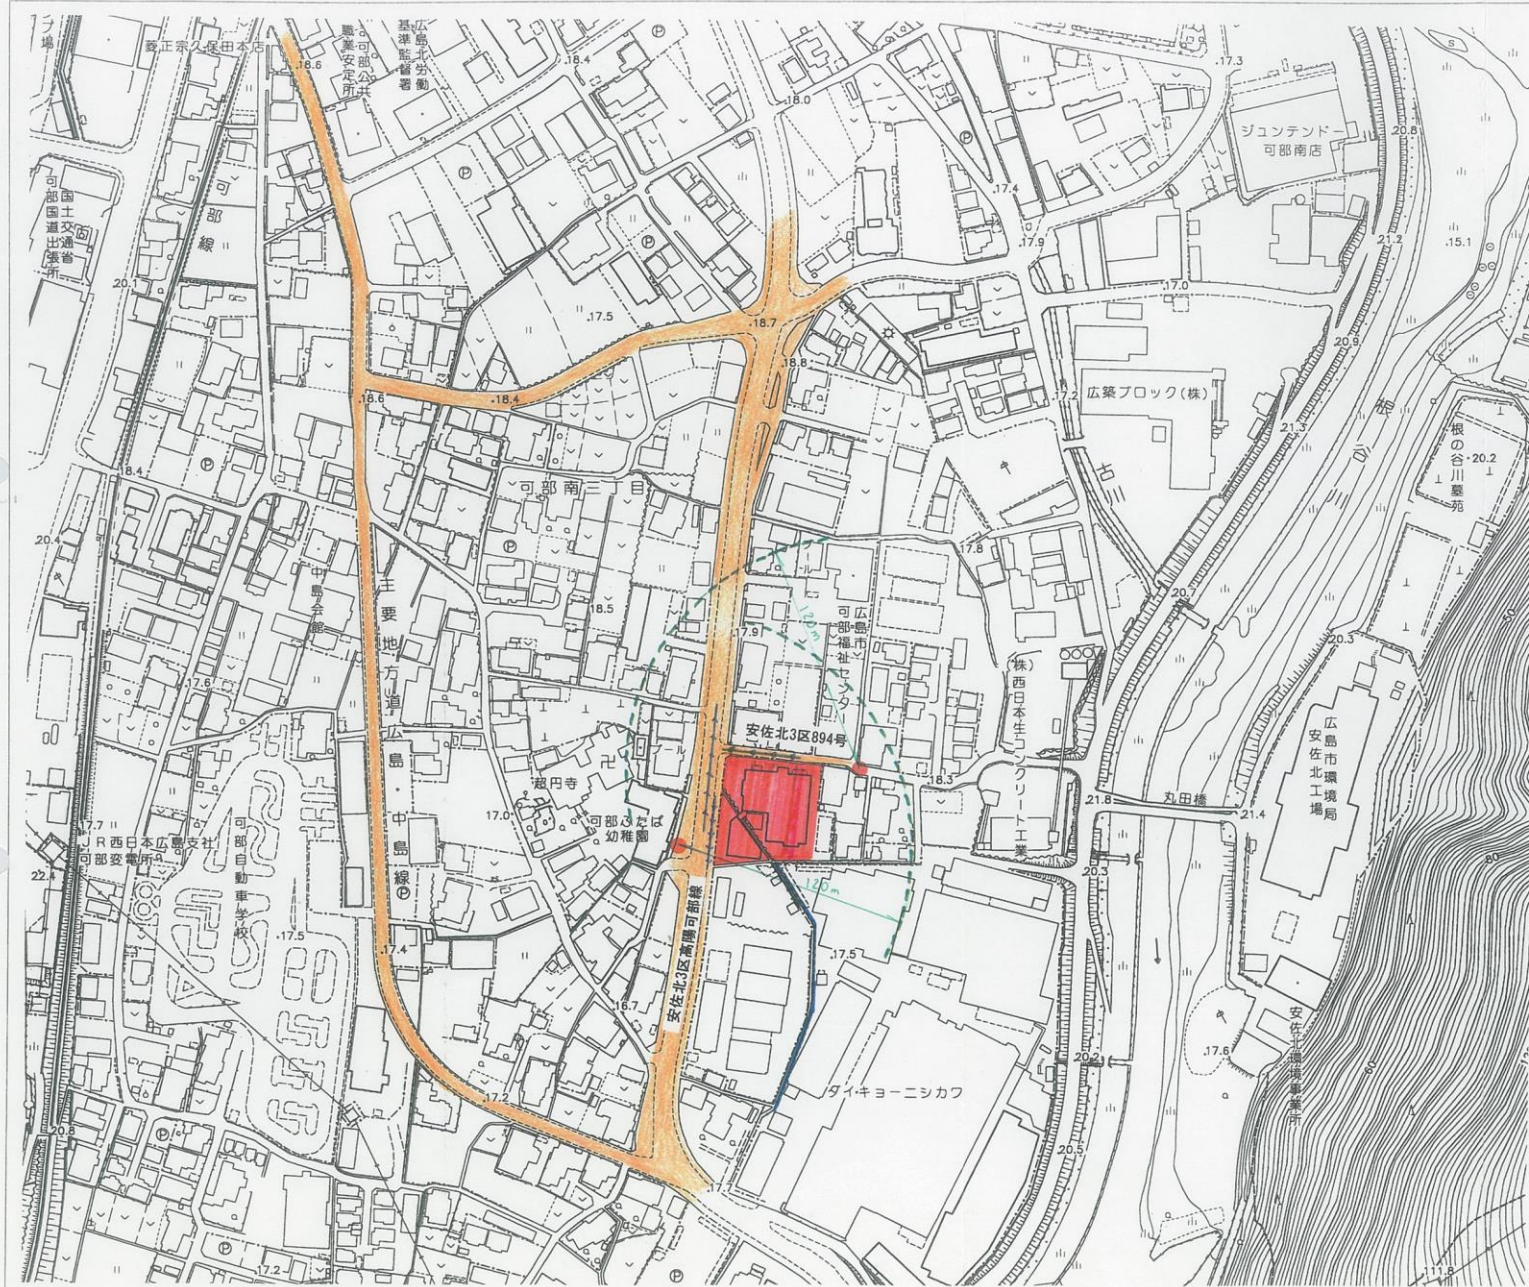 菱正宗久保田本店
可部公共
職業安定所
広島北労働
基準監督署
18.6
18.4
18.0
17.3
P
S
ジュンテンドー
可部南店
20.8
国土交通省
可部国道出張所
可部線
20.1
P
17.4
17.9
21.2
15.1
17.0
P
17.5
18.7
18.8
20.9
18.6
18.4
17.2
広築ブロック(株)
21.3
根の谷川墓苑
20.2
古川
18.4
P
可部南三丁目
20.4
P
17.8
中島会館
主要地方道広島・中島線
18.5
17.9
プール
120m
広島市
可部福祉センター
20.7
20.3
17.6
(株)西日本生コンクリート工業
安佐北3区894号
プール
超円寺
卍
18.3
21.8
丸田橋
21.4
広島市環境局
安佐北工場
17.0
可部ふたば
幼稚園
17.7
JR西日本広島支社
可部変電所
22.4
可部自動車学校
P
120m
20.3
80
17.5
17.4
17.5
安佐北3区高陽可部線
16.7
17.6
安佐北環境事業所
20.2
ダイキョーニシカワ
17.2
20.8
P
20.5
P
17.2
P
111.8